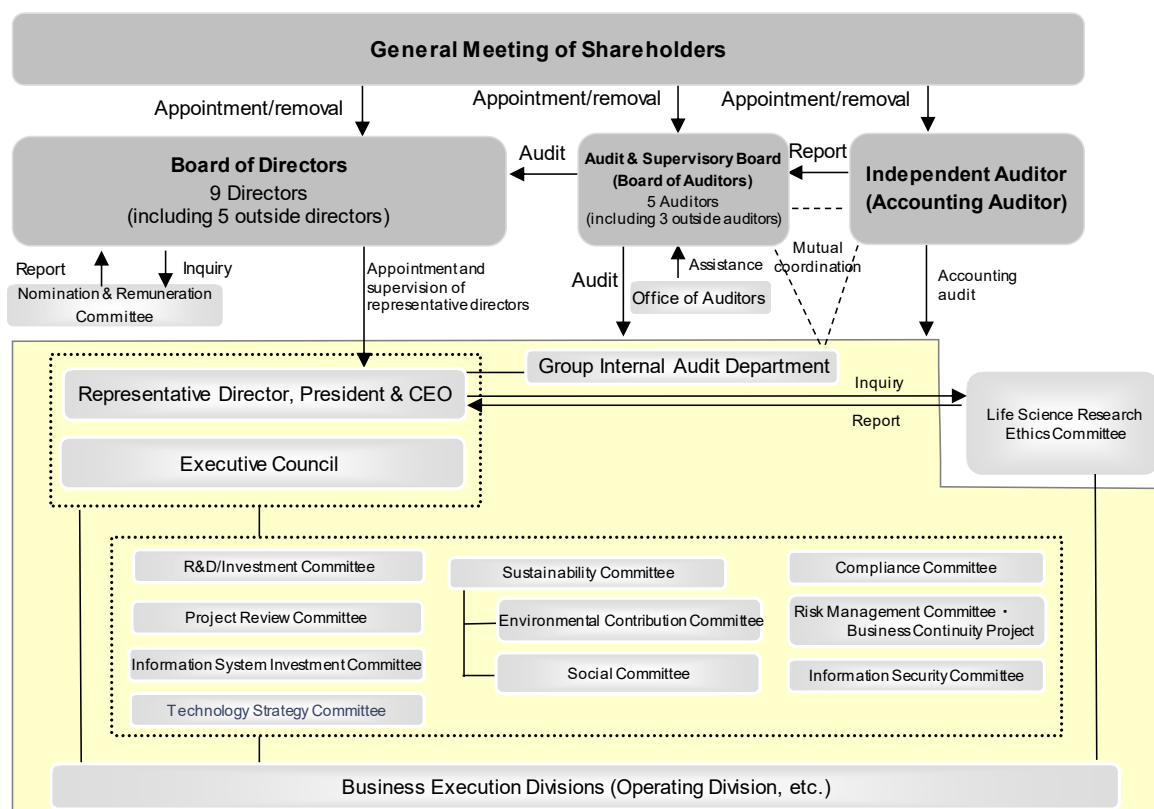 General Meeting of Shareholders
Appointment/removal
Appointment/removal
Appointment/removal
Board of Directors
9 Directors
(including 5 outside directors)
Audit
Audit & Supervisory Board
(Board of Auditors)
5 Auditors
(including 3 outside auditors)
Report
Independent Auditor
(Accounting Auditor)
Report
Inquiry
Nomination & Remuneration
Committee
Appointment and
supervision of
representative directors
Audit
Assistance
Office of Auditors
Mutual
coordination
Accounting
audit
Group Internal Audit Department
Representative Director, President & CEO
Inquiry
Report
Life Science Research
Ethics Committee
Executive Council
R&D/Investment Committee
Project Review Committee
Information System Investment Committee
Technology Strategy Committee
Sustainability Committee
Environmental Contribution Committee
Social Committee
Compliance Committee
Risk Management Committee・
Business Continuity Project
Information Security Committee
Business Execution Divisions (Operating Division, etc.)